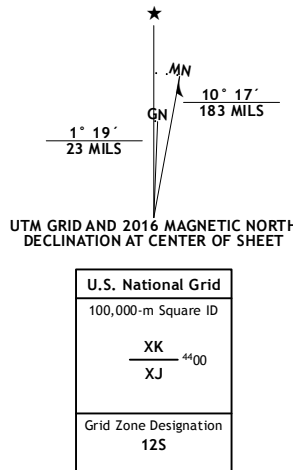 ★
MN
GN
10° 17´
183 MILS
1° 19´
23 MILS
UTM GRID AND 2016 MAGNETIC NORTH
DECLINATION AT CENTER OF SHEET
U.S. National Grid
100,000-m Square ID
XK
4400
XJ
Grid Zone Designation
12S